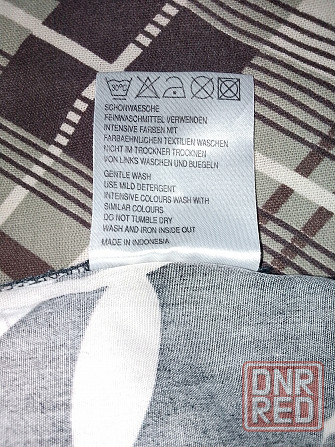 30°C
SCHONWAESCHE
FEINWASCHMITTEL VERWENDEN
INTENSIVE FARBEN MIT
FARBAEHNLICHEN TEXTILIEN WASCHEN
NICHT IM TROCKNER TROCKNEN
VON LINKS WASCHEN UND BUEGELN
GENTLE WASH
USE MILD DETERGENT
INTENSIVE COLOURS WASH WITH
SIMILAR COLOURS
DO NOT TUMBLE DRY
WASH AND IRON INSIDE OUT
MADE IN INDONESIA
DNR
RED